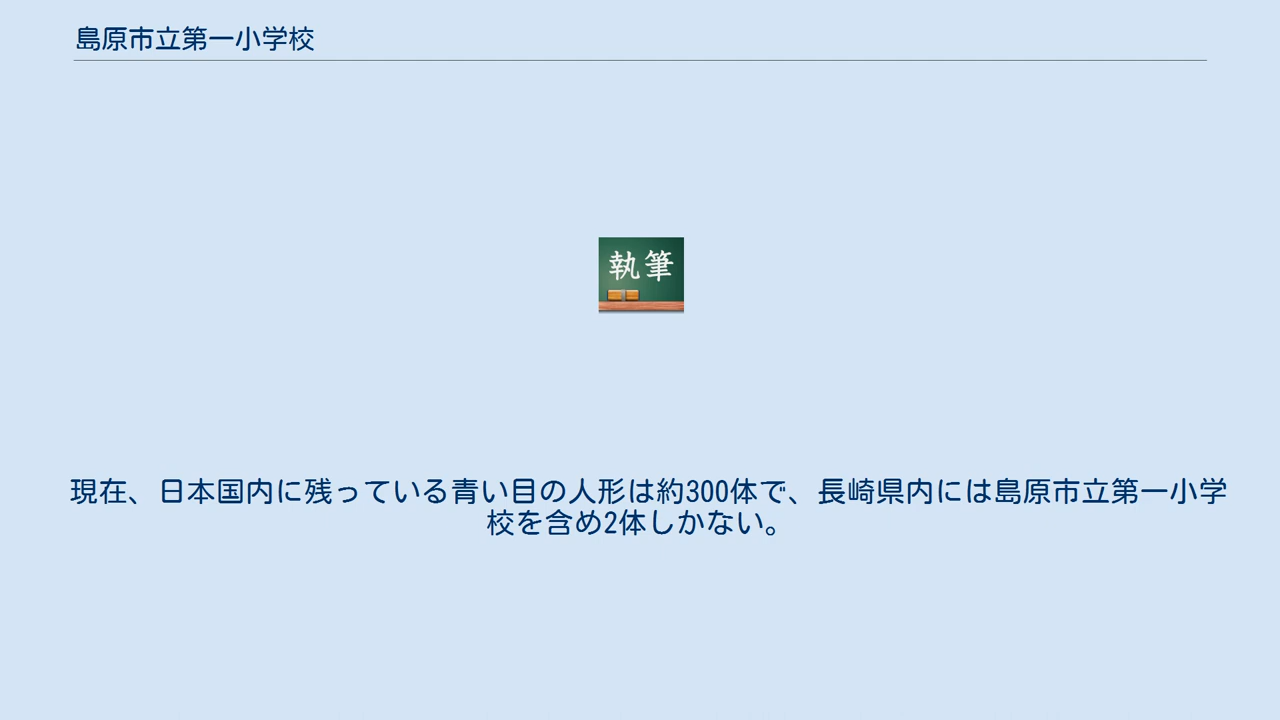 島原市立第一小学校
執筆
現在、日本国内に残っている青い目の人形は約300体で、長崎県内には島原市立第一小学
校を含め2体しかない。